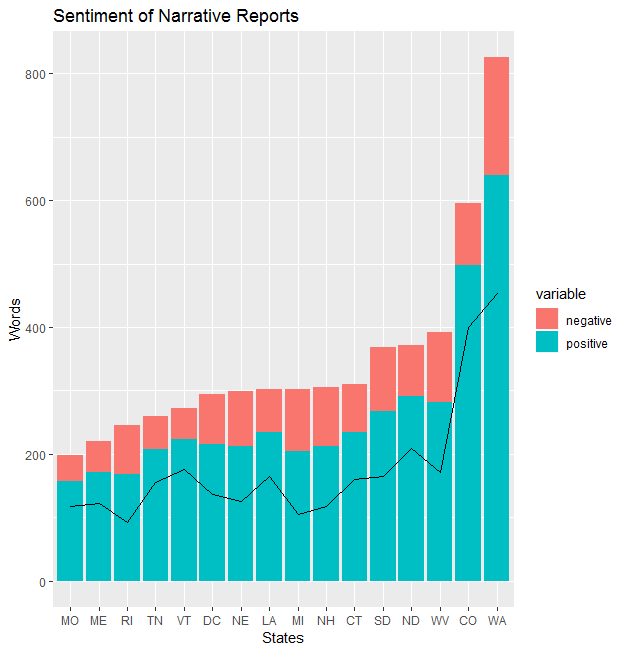 Sentiment of Narrative Reports
800
600
400
200
0
Words
MO ME RI TN VT DC NE LA MI NH CT SD ND WV CO WA
States
variable
negative
positive